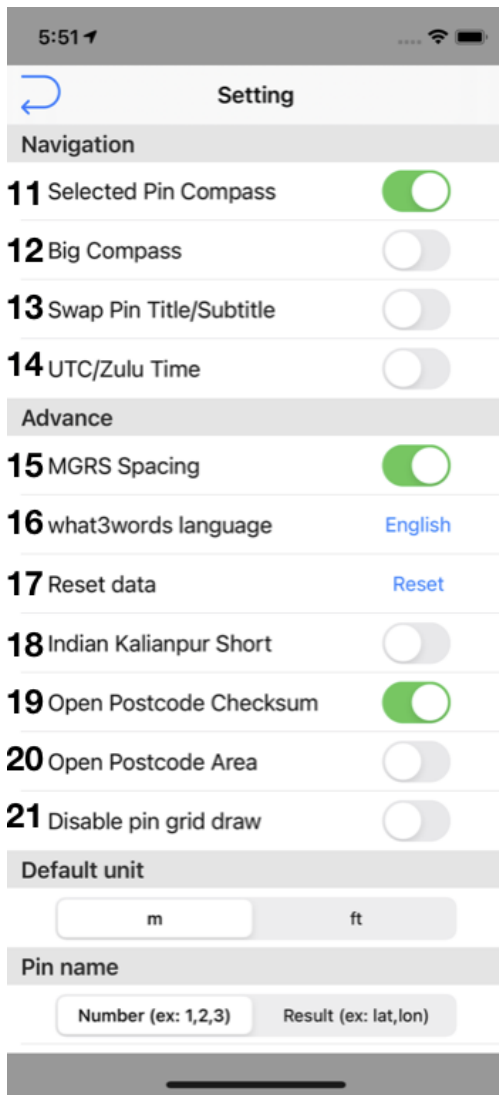 5:51
Setting
Navigation
11 Selected Pin Compass
12 Big Compass
13 Swap Pin Title/Subtitle
14 UTC/Zulu Time
Advance
15 MGRS Spacing
16 what3words language English
17 Reset data Reset
18 Indian Kalianpur Short
19 Open Postcode Checksum
20 Open Postcode Area
21 Disable pin grid draw
Default unit
m ft
Pin name
Number (ex: 1,2,3) Result (ex: lat,lon)